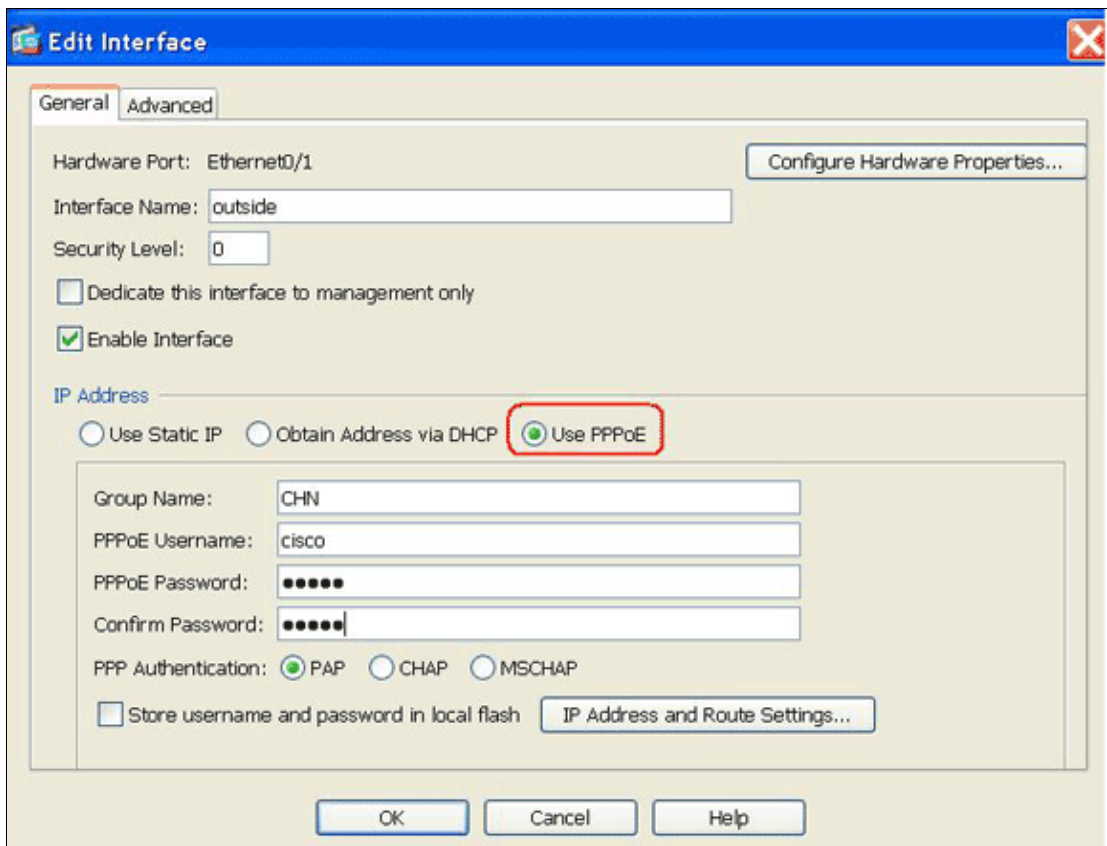 Edit Interface
General Advanced
Hardware Port: Ethernet0/1 Configure Hardware Properties...
Interface Name: outside
Security Level: 0
Dedicate this interface to management only
Enable Interface
IP Address
Use Static IP Obtain Address via DHCP Use PPPoE
Group Name: CHN
PPPoE Username: cisco
PPPoE Password: •••••
Confirm Password: •••••
PPP Authentication: PAP CHAP MSCHAP
Store username and password in local flash IP Address and Route Settings...
OK Cancel Help